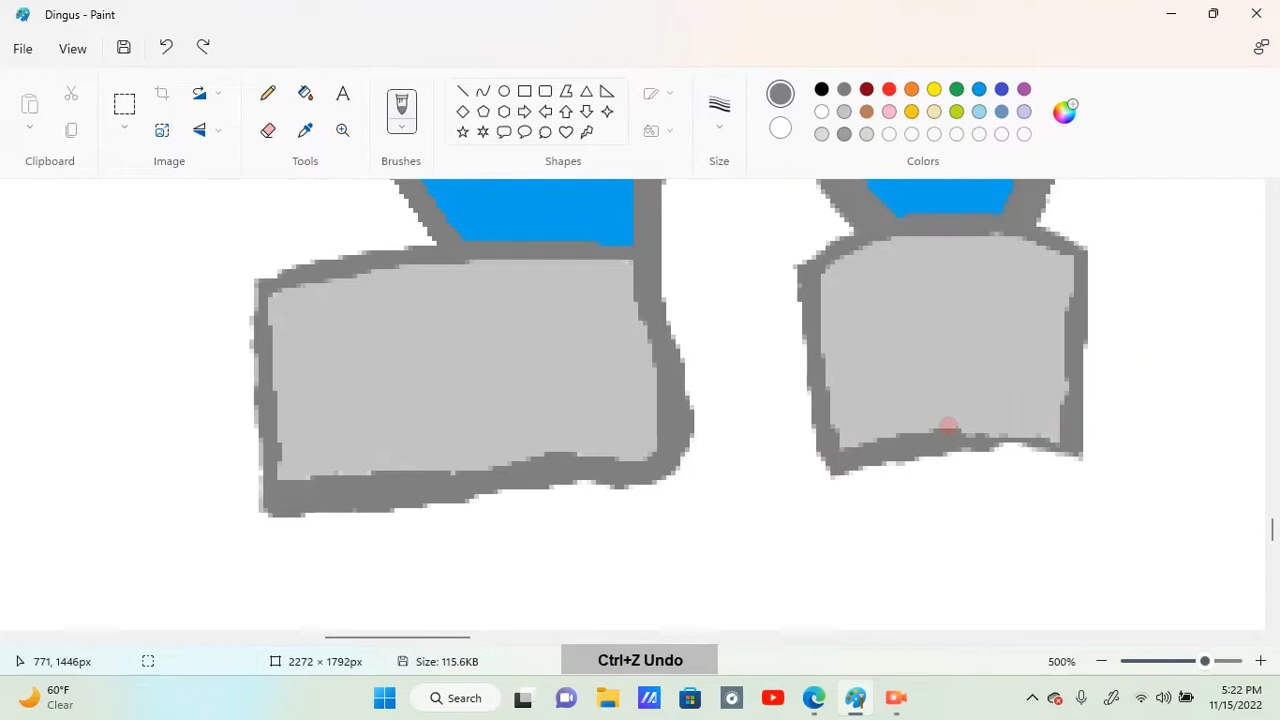 Dingus - Paint
File View
Clipboard Image Tools Brushes Shapes Size Colors
771, 1446px 2272 × 1792px Size: 115.6KB Ctrl+Z Undo 500%
60°F
Clear
Search
5:22 PM
11/15/2022